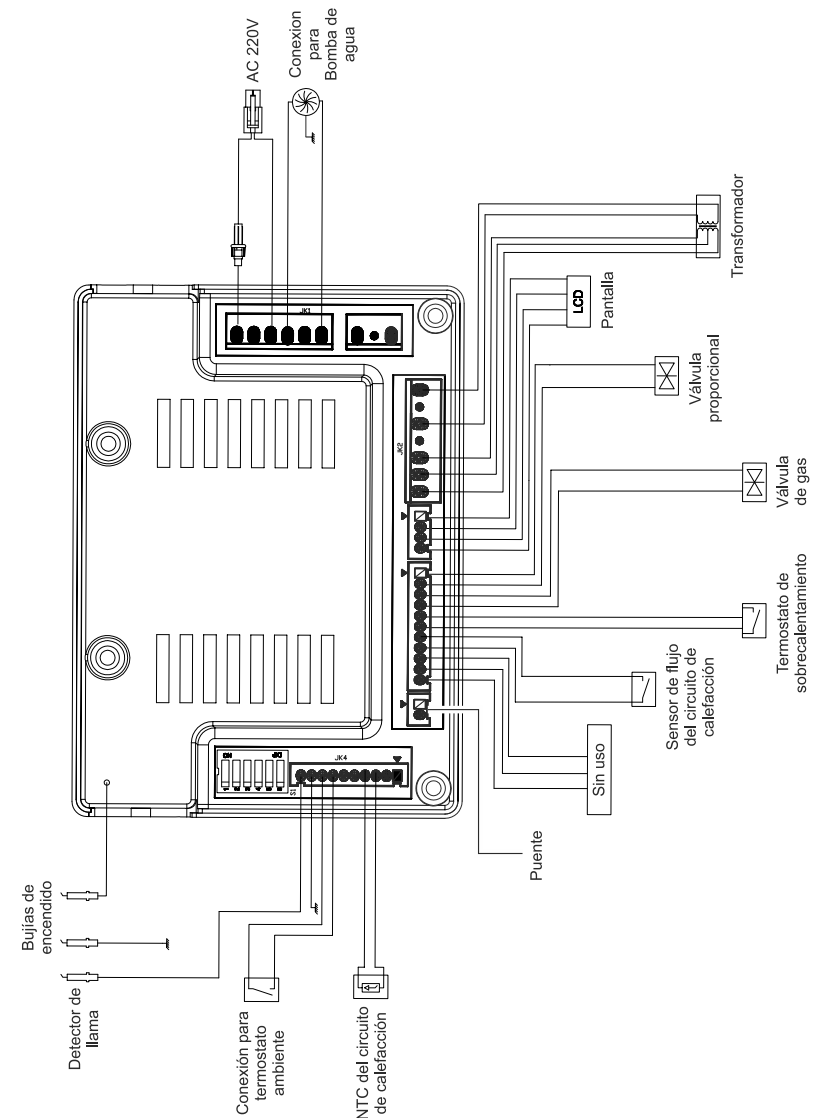 AC 220V
Conexion
para
Bomba de
agua
JK1
Transformador
LCD
Pantalla
Válvula
proporcional
Válvula
de gas
Termostato de
sobrecalentamiento
Sensor de flujo
del circuito de
calefacción
Sin uso
Puente
JK2
JK4
S1
ON
Bujías de
encendido
Detector de
llama
Conexión para
termostato
ambiente
NTC del circuito
de calefacción